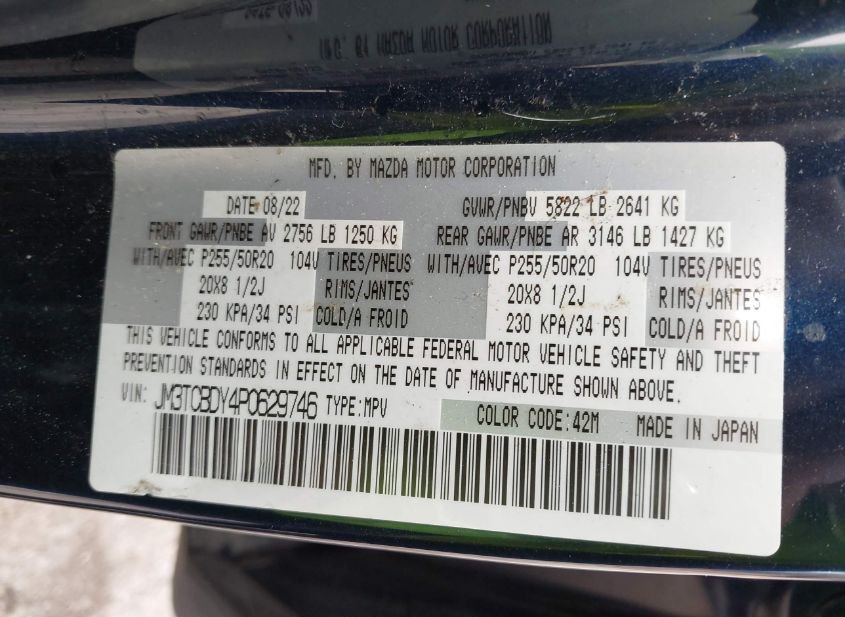 MFD. BY MAZDA MOTOR CORPORATION
DATE 08/22 GVWR/PNBV 5822 LB 2641 KG
FRONT GAWR/PNBE AV 2756 LB 1250 KG REAR GAWR/PNBE AR 3146 LB 1427 KG
WITH/AVEC P255/50R20 104V TIRES/PNEUS WITH/AVEC P255/50R20 104V TIRES/PNEUS
20X8 1/2J RIMS/JANTES 20X8 1/2J RIMS/JANTES
230 KPA/34 PSI COLD/A FROID 230 KPA/34 PSI COLD/A FROID
THIS VEHICLE CONFORMS TO ALL APPLICABLE FEDERAL MOTOR VEHICLE SAFETY AND THEFT
PREVENTION STANDARDS IN EFFECT ON THE DATE OF MANUFACTURE SHOWN ABOVE.
VIN: JM3TCBDY4P0629746 TYPE:MPV COLOR CODE:42M MADE IN JAPAN